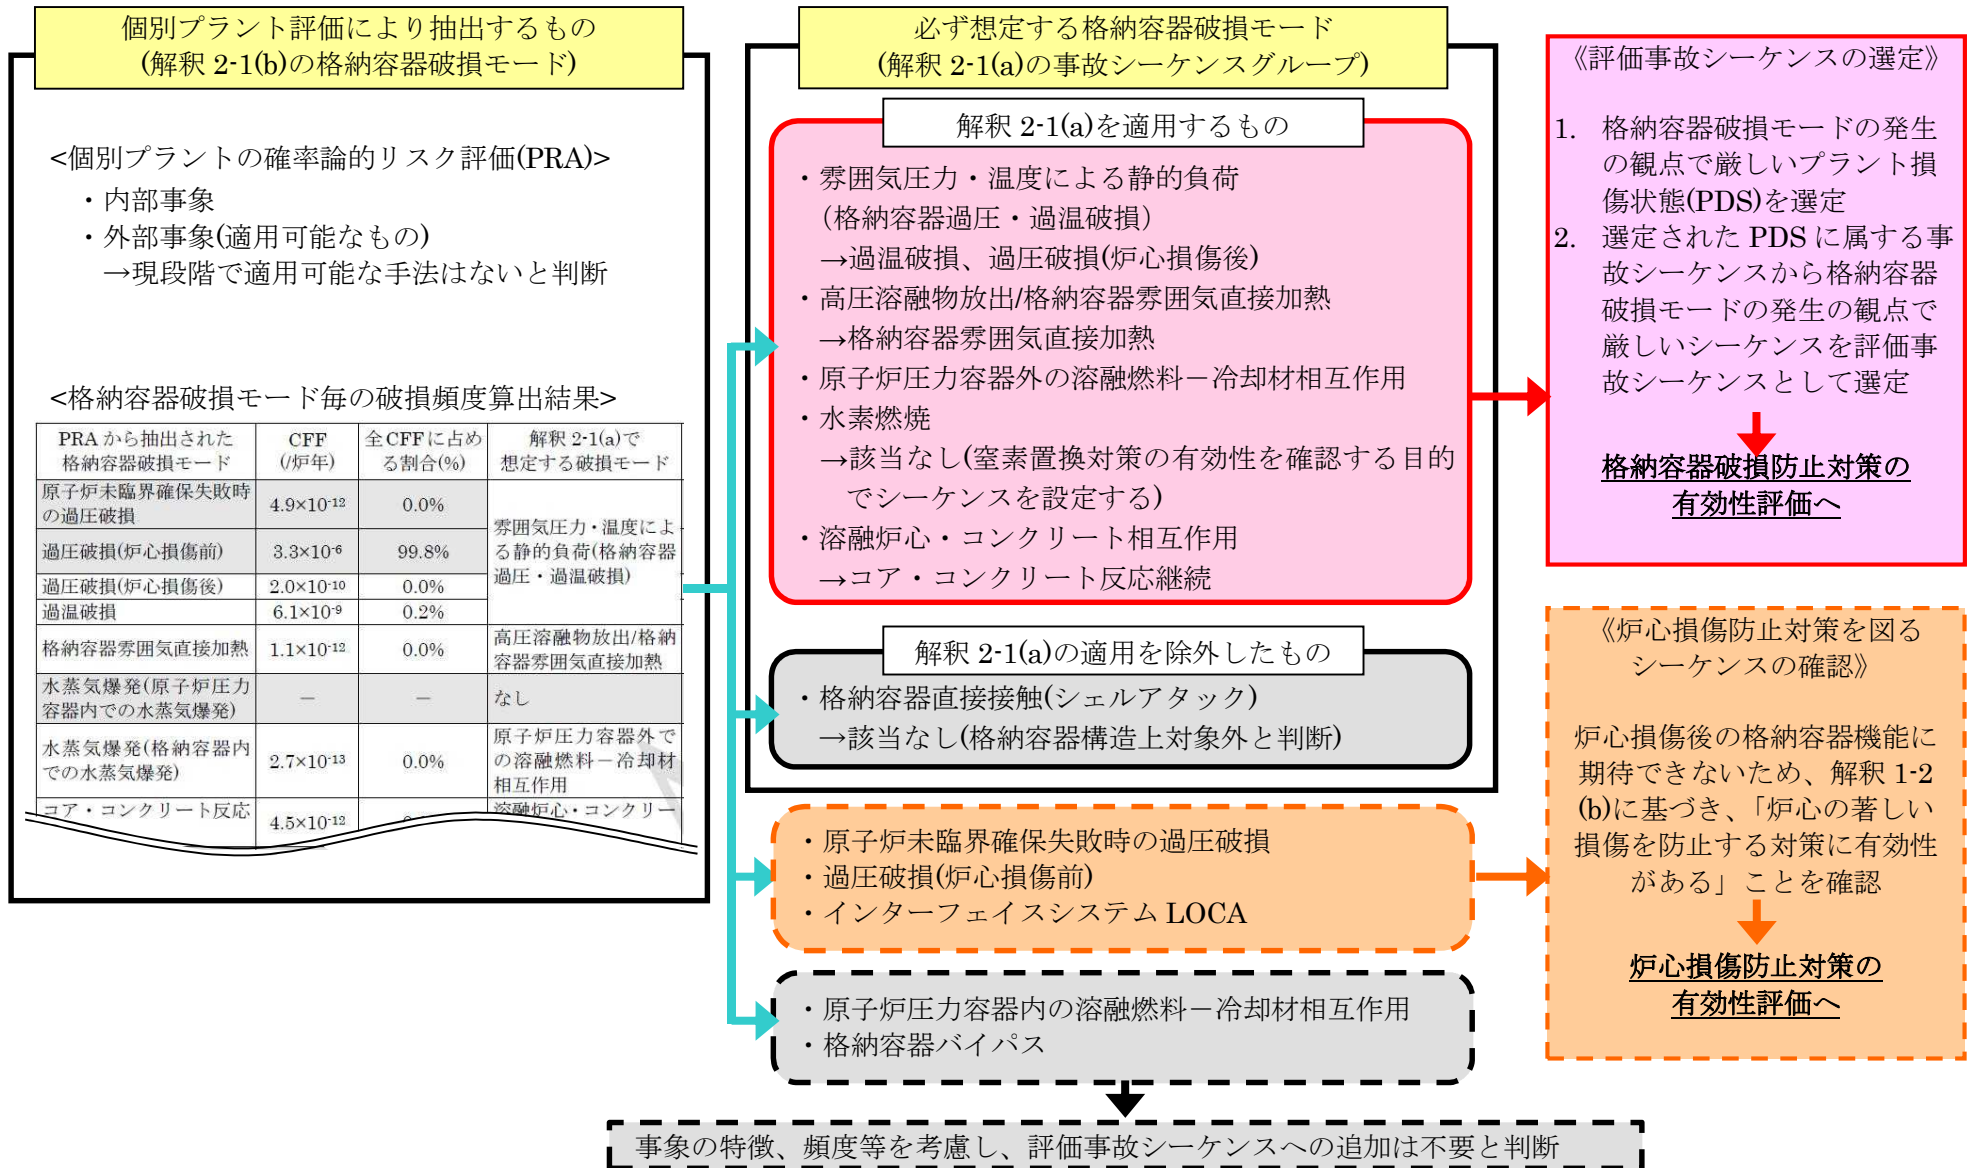 個別プラント評価により抽出するもの
(解釈 2-1(b)の格納容器破損モード)
<個別プラントの確率論的リスク評価(PRA)>
・内部事象
・外部事象(適用可能なもの)
→現段階で適用可能な手法はないと判断
<格納容器破損モード毎の破損頻度算出結果>
PRA から抽出された
格納容器破損モード
CFF
(/炉年)
全CFFに占め
る割合(%)
解釈 2-1(a)で
想定する破損モード
原子炉未臨界確保失敗時
の過圧破損
4.9×10-12
0.0%
雰囲気圧力・温度によ
る静的負荷(格納容器
過圧・過温破損)
過圧破損(炉心損傷前)
3.3×10-6
99.8%
過圧破損(炉心損傷後)
2.0×10-10
0.0%
過温破損
6.1×10-9
0.2%
格納容器雰囲気直接加熱
1.1×10-12
0.0%
高圧溶融物放出/格納
容器雰囲気直接加熱
水蒸気爆発(原子炉圧力
容器内での水蒸気爆発)
－
－
なし
水蒸気爆発(格納容器内
での水蒸気爆発)
2.7×10-13
0.0%
原子炉圧力容器外で
の溶融燃料－冷却材
相互作用
コア・コンクリート反応
4.5×10-12
溶融炉心・コンクリー
必ず想定する格納容器破損モード
(解釈 2-1(a)の事故シーケンスグループ)
解釈 2-1(a)を適用するもの
・雰囲気圧力・温度による静的負荷
（格納容器過圧・過温破損）
→過温破損、過圧破損(炉心損傷後)
・高圧溶融物放出/格納容器雰囲気直接加熱
→格納容器雰囲気直接加熱
・原子炉圧力容器外の溶融燃料－冷却材相互作用
・水素燃焼
→該当なし(窒素置換対策の有効性を確認する目的
でシーケンスを設定する)
・溶融炉心・コンクリート相互作用
→コア・コンクリート反応継続
解釈 2-1(a)の適用を除外したもの
・格納容器直接接触(シェルアタック)
→該当なし(格納容器構造上対象外と判断)
・原子炉未臨界確保失敗時の過圧破損
・過圧破損(炉心損傷前)
・インターフェイスシステム LOCA
・原子炉圧力容器内の溶融燃料－冷却材相互作用
・格納容器バイパス
事象の特徴、頻度等を考慮し、評価事故シーケンスへの追加は不要と判断
《評価事故シーケンスの選定》
1. 格納容器破損モードの発生
の観点で厳しいプラント損
傷状態(PDS)を選定
2. 選定された PDS に属する事
故シーケンスから格納容器
破損モードの発生の観点で
厳しいシーケンスを評価事
故シーケンスとして選定
格納容器破損防止対策の
有効性評価へ
《炉心損傷防止対策を図る
シーケンスの確認》
炉心損傷後の格納容器機能に
期待できないため、解釈 1-2
(b)に基づき、「炉心の著しい
損傷を防止する対策に有効性
がある」ことを確認
炉心損傷防止対策の
有効性評価へ